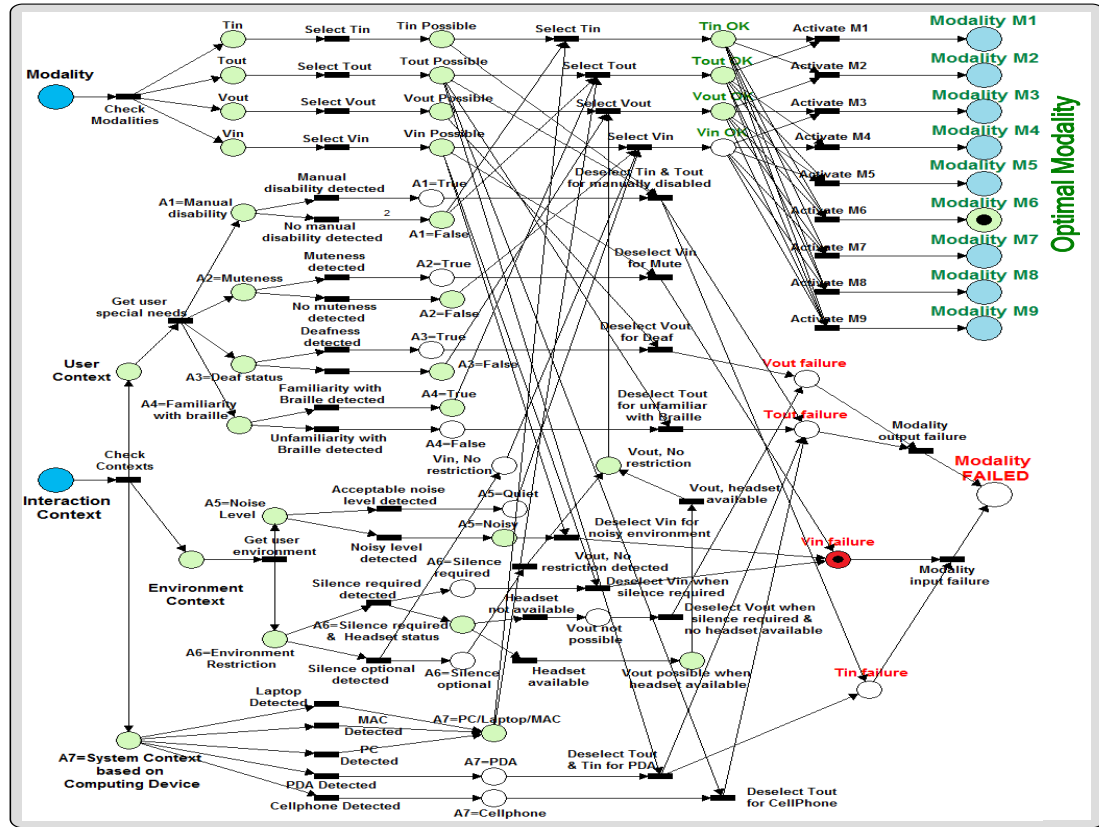 Tin
Select Tin
Tin Possible
Select Tin
Tin OK
Activate M1
Modality M1
Modality
Tout
Select Tout
Tout Possible
Select Tout
Tout OK
Activate M2
Modality M2
Check
Modalities
Vout
Select Vout
Vout Possible
Select Vout
Vout OK
Activate M3
Modality M3
Vin
Select Vin
Vin Possible
Select Vin
Vin OK
Activate M4
Modality M4
Activate M5
Modality M5
Activate M6
Modality M6
Activate M7
Modality M7
Activate M8
Modality M8
Activate M9
Modality M9
Optimal Modality
A1=Manual
disability
Manual
disability detected
A1=True
Deselect Tin & Tout
for manually disabled
2
No manual
disability detected
A1=False
A2=Muteness
Muteness
detected
A2=True
Deselect Vin
for Mute
No muteness
detected
A2=False
Get user
special needs
Deafness
detected
A3=True
Deselect Vout
for Deaf
A3=Deaf status
A3=False
User
Context
A4=Familiarity
with braille
Familiarity with
Braille detected
A4=True
Deselect Tout
for unfamiliar
with Braille
Unfamiliarity with
Braille detected
A4=False
Vout failure
Tout failure
Modality
output failure
Modality
FAILED
Check
Contexts
Interaction
Context
Vin, No
restriction
Vout, No
restriction
Vout, headset
available
A5=Noise
Level
Acceptable noise
level detected
A5=Quiet
Get user
environment
Noisy level
detected
A5=Noisy
Deselect Vin for
noisy environment
Vin failure
Modality
input failure
Environment
Context
Vout, No
restriction detected
Silence required
detected
A6=Silence
required
Deselect Vin when
silence required
A6=Silence required
& Headset status
Headset
not available
Vout not
possible
Deselect Vout when
silence required &
no headset available
A6=Environment
Restriction
Silence optional
detected
A6=Silence
optional
Headset
available
Vout possible when
headset available
Tin failure
Laptop
Detected
MAC
Detected
A7=PC/Laptop/MAC
PC
Detected
A7=System Context
based on
Computing Device
PDA Detected
A7=PDA
Deselect Tout
& Tin for PDA
Cellphone Detected
A7=Cellphone
Deselect Tout
for CellPhone